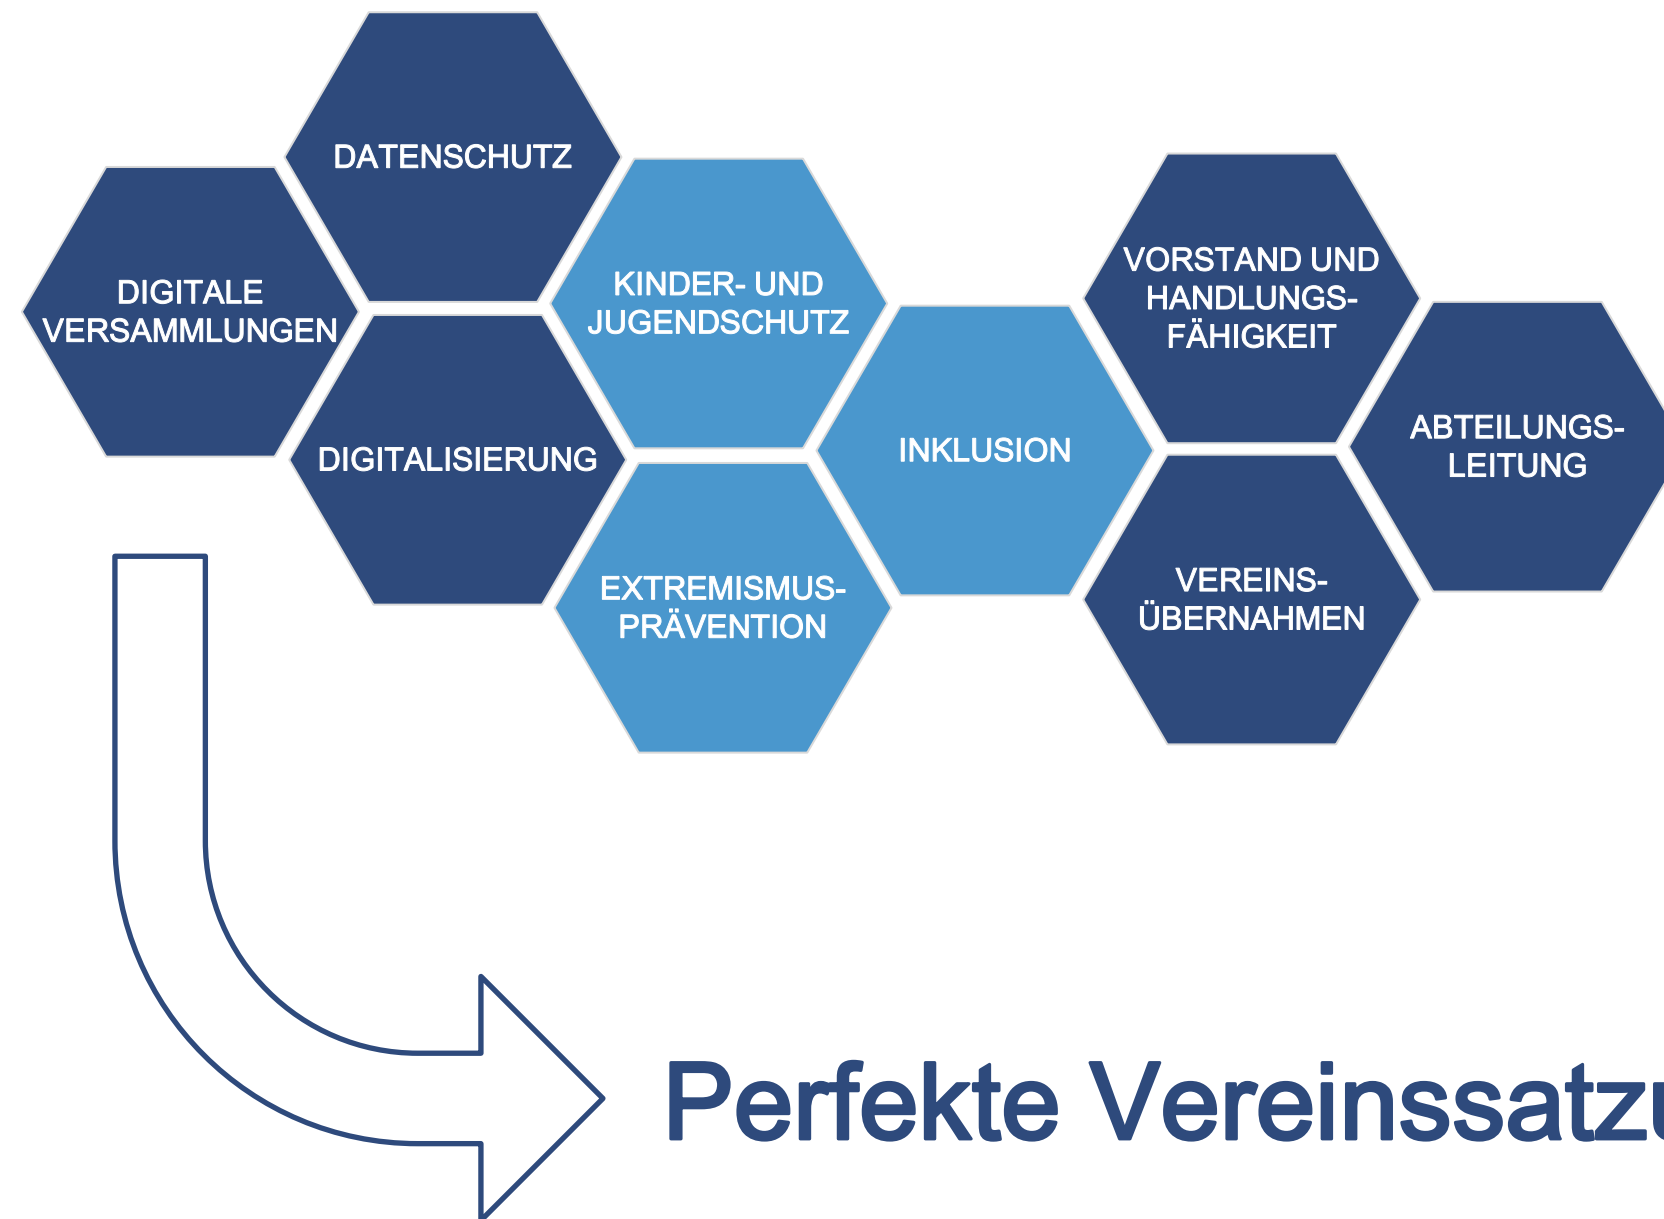 DATENSCHUTZ
DIGITALE
VERSAMMLUNGEN
DIGITALISIERUNG
KINDER- UND
JUGENDSCHUTZ
EXTREMISMUS-
PRÄVENTION
INKLUSION
VORSTAND UND
HANDLUNGS-
FÄHIGKEIT
VEREINS-
ÜBERNAHMEN
ABTEILUNGS-
LEITUNG
Perfekte